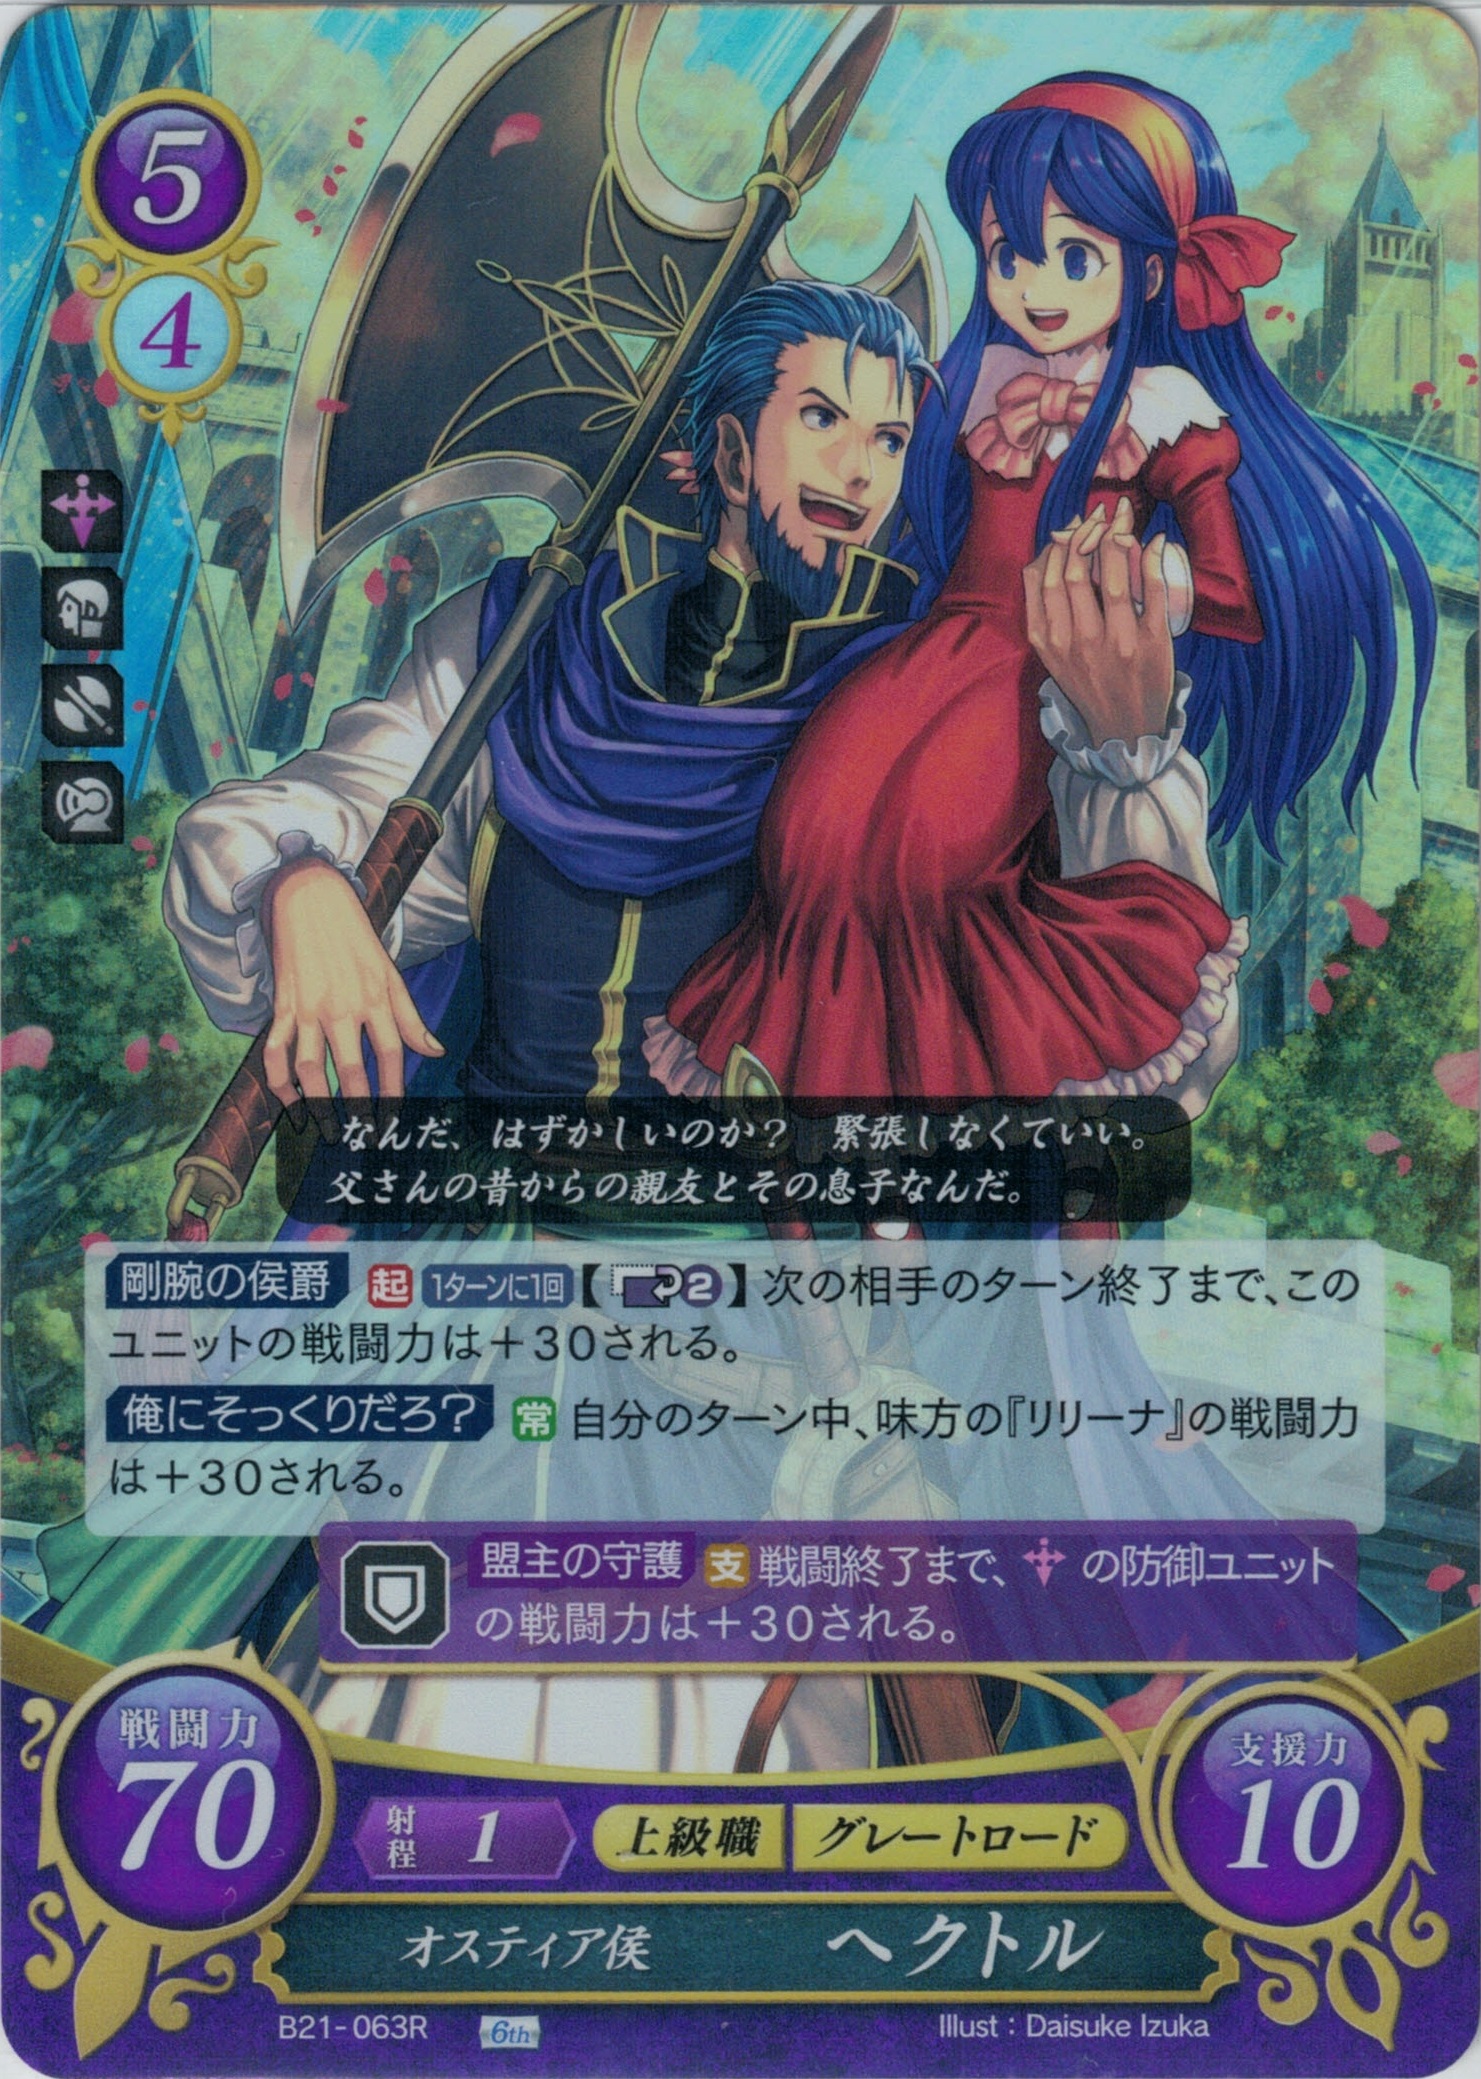 5
4
なんだ、はずかしいのか？　緊張しなくていい。
父さんの昔からの親友とその息子なんだ。
剛腕の侯爵 起 1ターンに1回【 2】次の相手のターン終了まで、この
ユニットの戦闘力は＋30される。
俺にそっくりだろ？ 常 自分のターン中、味方の『リリーナ』の戦闘力
は＋30される。
盟主の守護 支 戦闘終了まで、 の防御ユニット
の戦闘力は＋30される。
戦闘力
70
射程 1
上級職 グレートロード
支援力
10
オスティア侯 ヘクトル
B21-063R 6th Illust：Daisuke Izuka